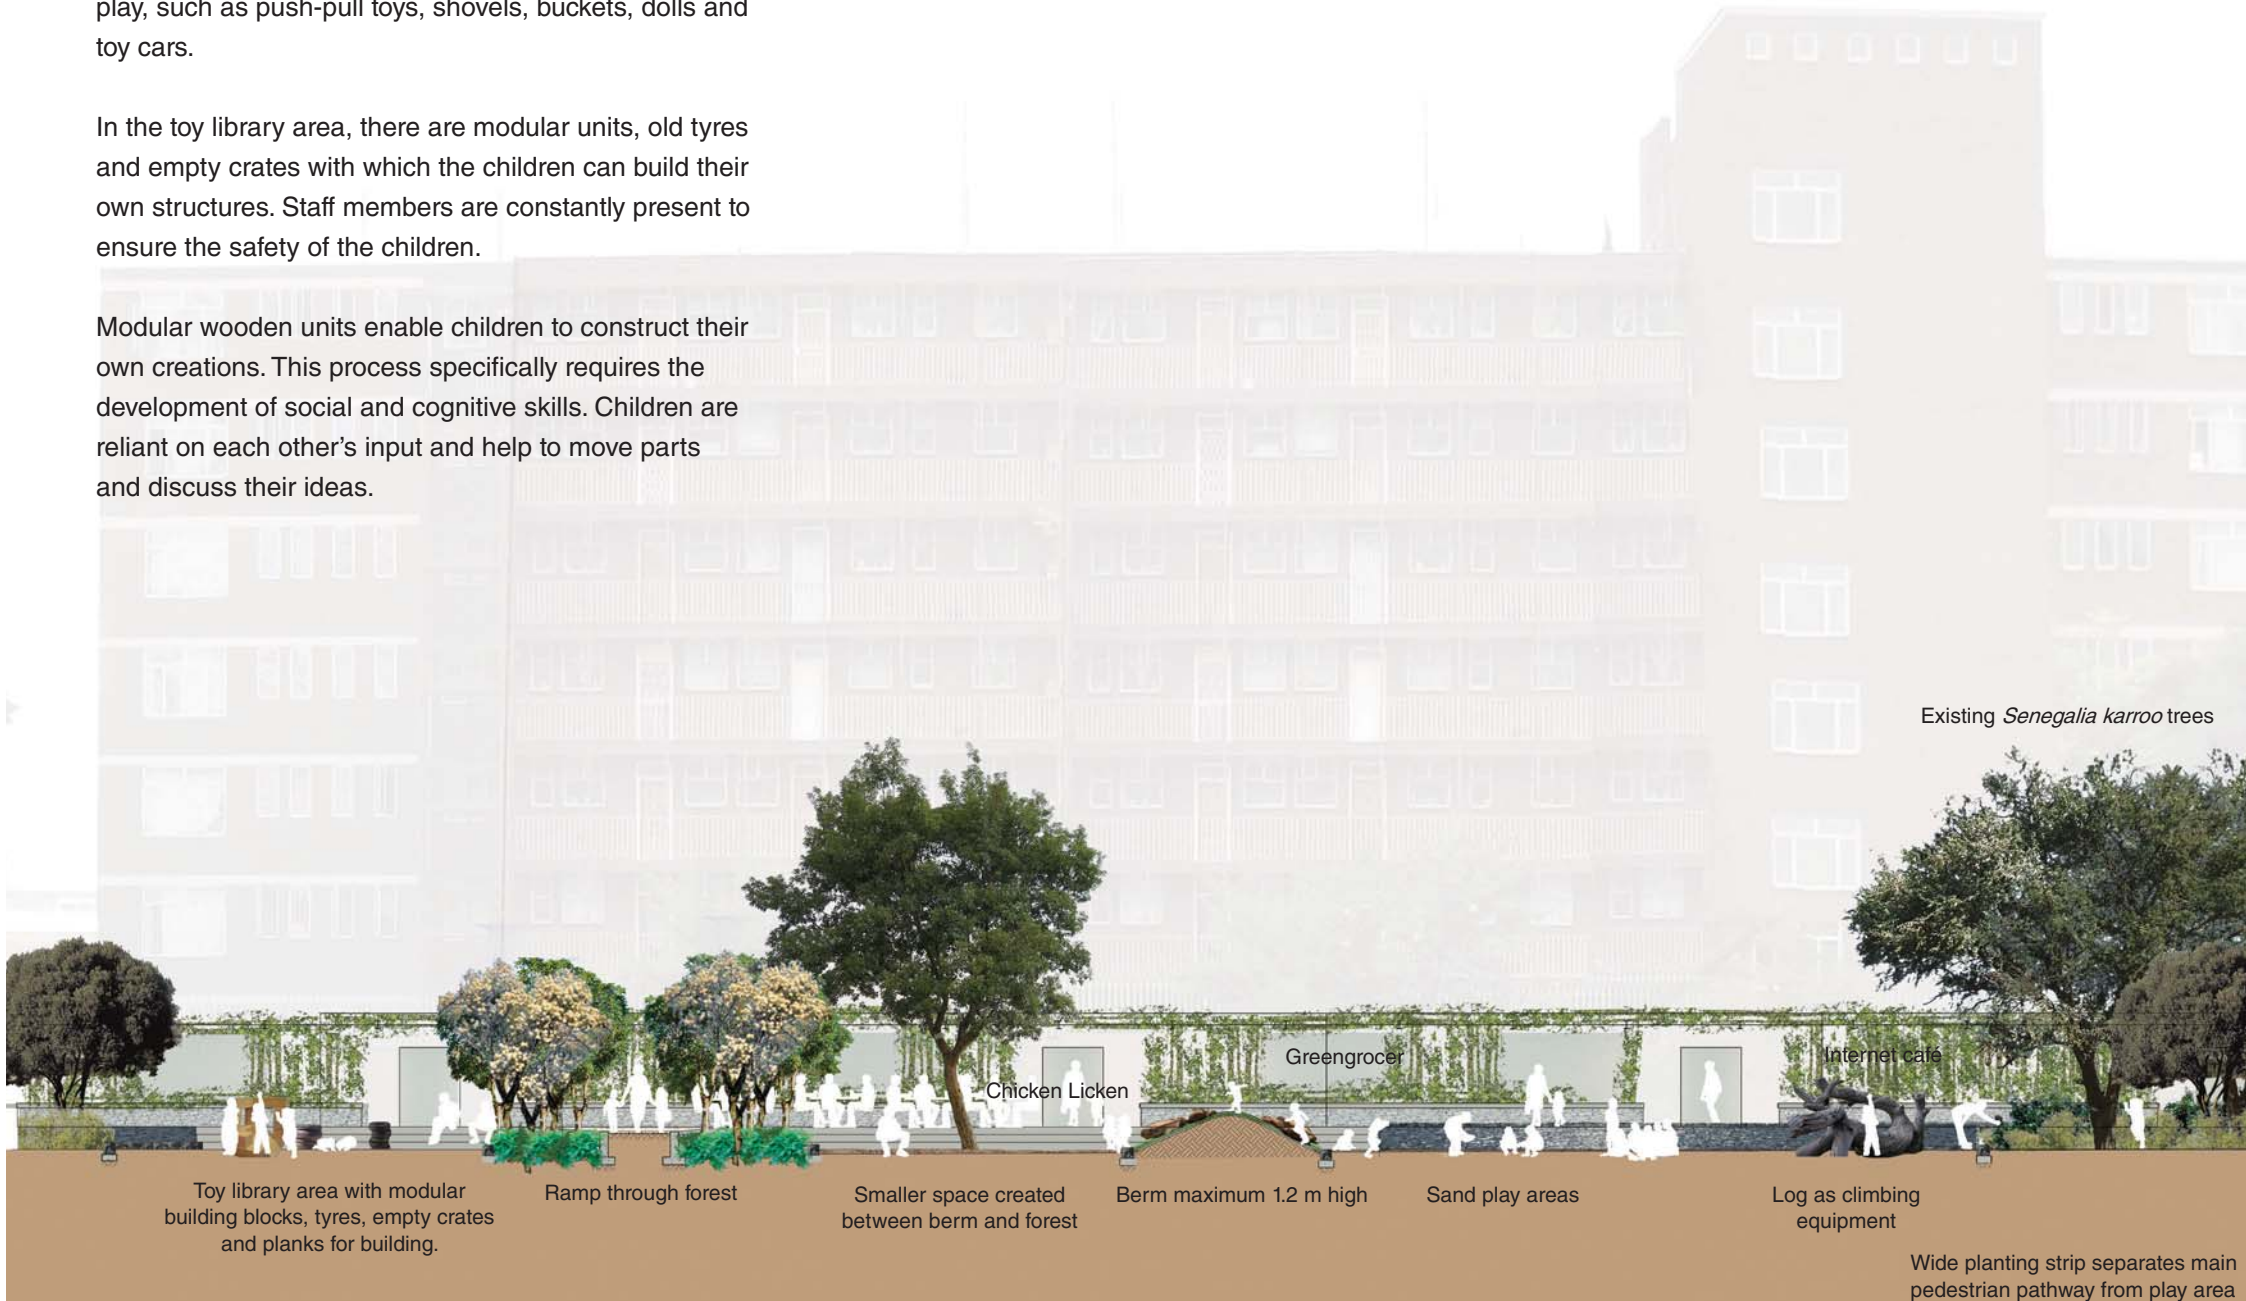 play, such as push-pull toys, shovels, buckets, dolls and
toy cars.
In the toy library area, there are modular units, old tyres
and empty crates with which the children can build their
own structures. Staff members are constantly present to
ensure the safety of the children.
Modular wooden units enable children to construct their
own creations. This process specifically requires the
development of social and cognitive skills. Children are
reliant on each other’s input and help to move parts
and discuss their ideas.
Existing Senegalia karroo trees
Greengrocer
Internet café
Chicken Licken
Toy library area with modular
building blocks, tyres, empty crates
and planks for building.
Ramp through forest
Smaller space created
between berm and forest
Berm maximum 1.2 m high
Sand play areas
Log as climbing
equipment
Wide planting strip separates main
pedestrian pathway from play area